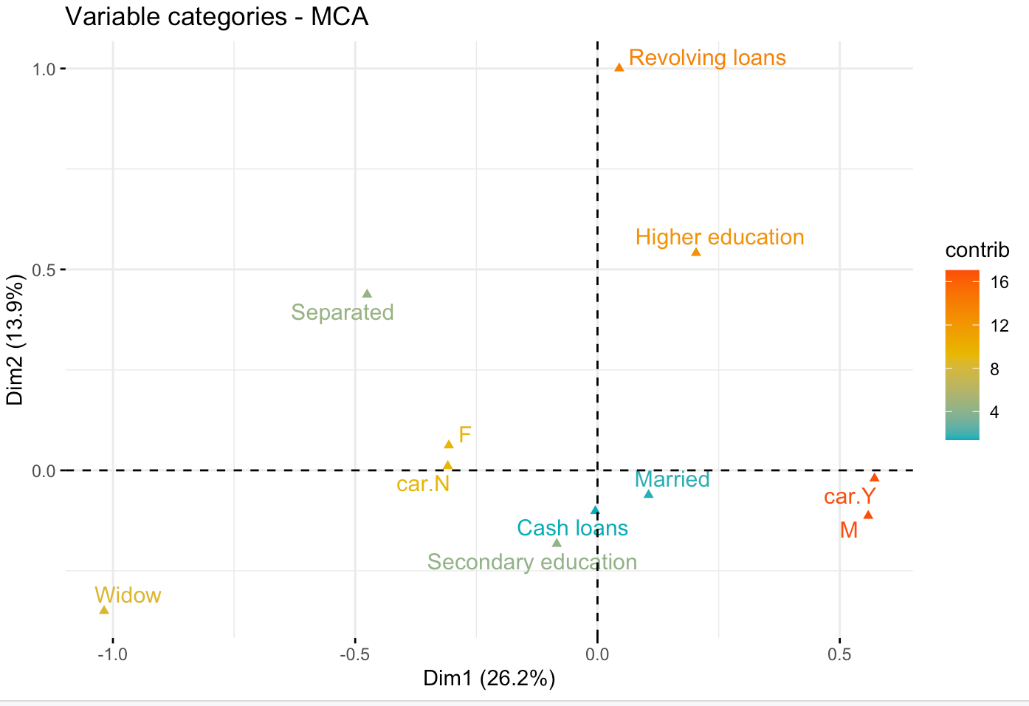 Variable categories - MCA
Revolving loans
1.0
Higher education
contrib
0.5
16
Separated
12
8
F
4
0.0
car.N
Married
car.Y
Cash loans
M
Secondary education
Widow
-1.0
-0.5
0.0
0.5
Dim1 (26.2%)
Dim2 (13.9%)